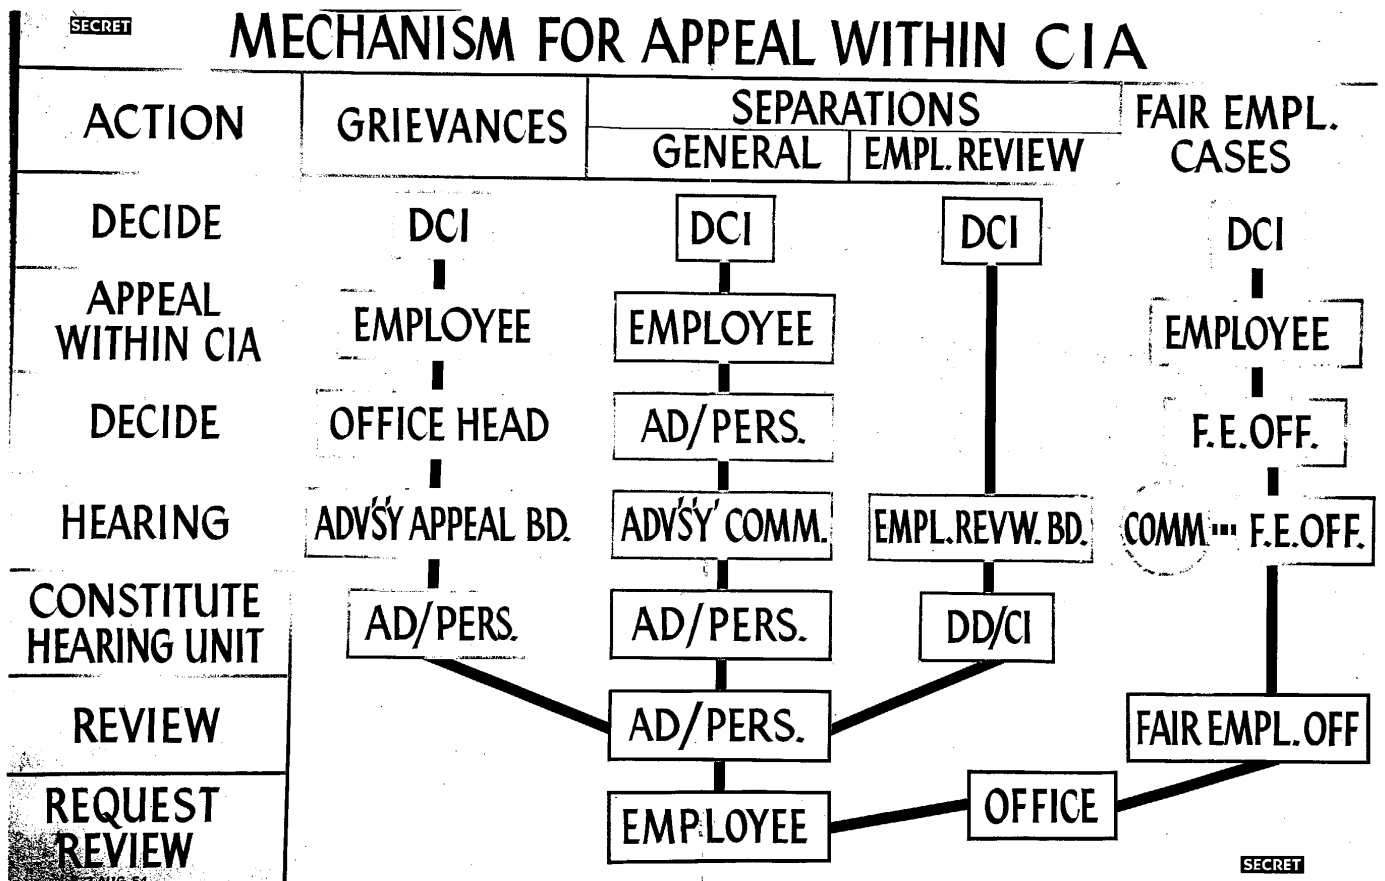 SECRET
MECHANISM FOR APPEAL WITHIN CIA
ACTION GRIEVANCES SEPARATIONS FAIR EMPL. CASES
GENERAL EMPL. REVIEW
DECIDE DCI DCI DCI DCI
APPEAL WITHIN CIA EMPLOYEE EMPLOYEE EMPLOYEE
DECIDE OFFICE HEAD AD/PERS. F.E.OFF.
HEARING ADV'S'Y APPEAL BD. ADV'S'Y' COMM. EMPL.REVW. BD. COMM F.E.OFF.
CONSTITUTE HEARING UNIT AD/PERS. AD/PERS. DD/CI
REVIEW AD/PERS. FAIR EMPL. OFF
REQUEST REVIEW EMPLOYEE OFFICE
SECRET